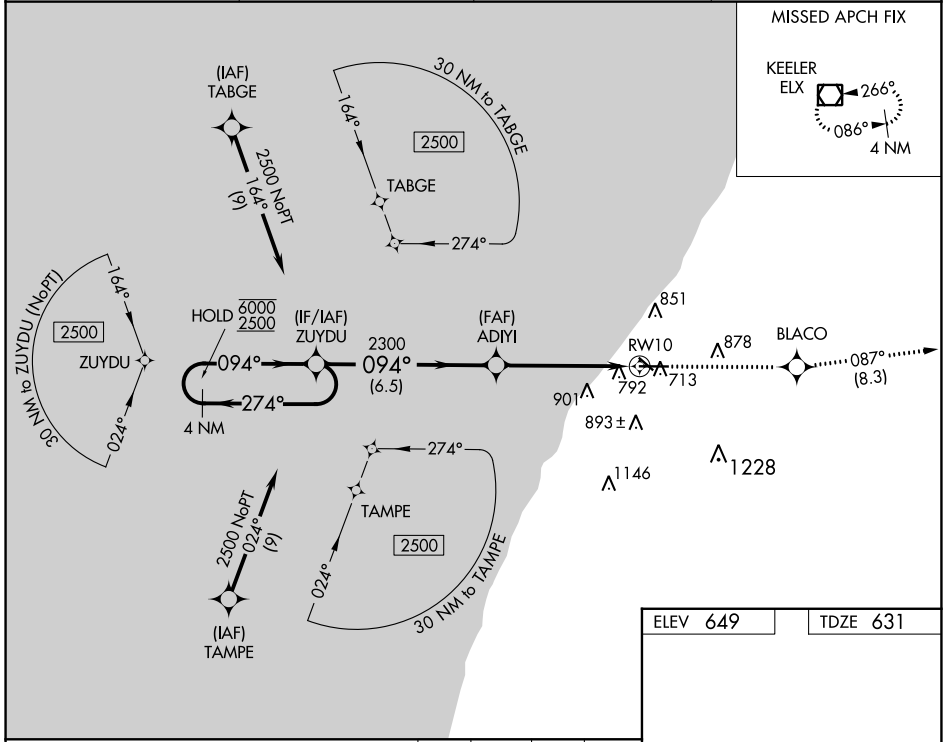 MISSED APCH FIX
KEELER
ELX
266°
086°
4 NM
(IAF)
TABGE
2500 NoPT
164°
(9)
30 NM to TABGE
164°
2500
TABGE
274°
30 NM to ZUYDU (NoPT)
164°
2500
ZUYDU
024°
HOLD 6000
2500
094°
274°
4 NM
(IF/IAF)
ZUYDU
2300
094°
(6.5)
(FAF)
ADIYI
851
RW10
878
BLACO
792
713
087°
(8.3)
901
893±
1146
1228
274°
TAMPE
2500
024°
30 NM to TAMPE
2500 NoPT
024°
(9)
(IAF)
TAMPE
ELEV 649
TDZE 631